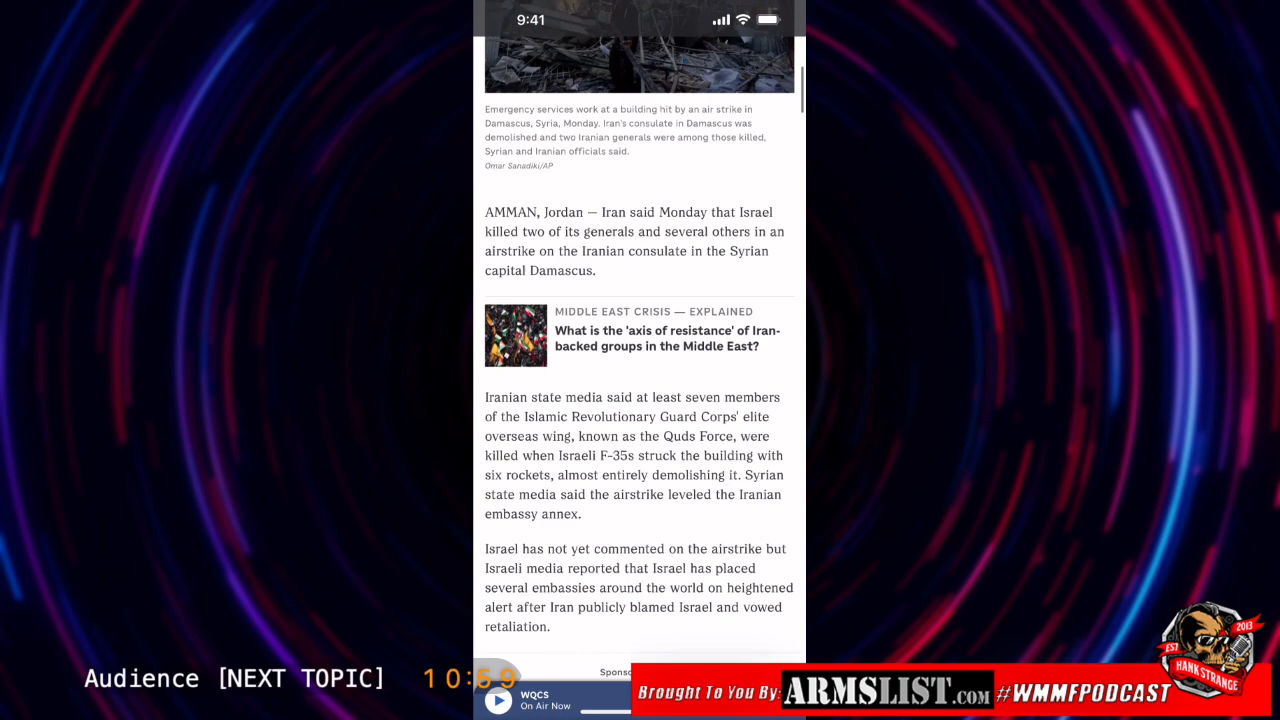 9:41
Emergency services work at a building hit by an air strike in
Damascus, Syria, Monday. Iran's consulate in Damascus was
demolished and two Iranian generals were among those killed,
Syrian and Iranian officials said.
Omar Sanadiki/AP
AMMAN, Jordan — Iran said Monday that Israel
killed two of its generals and several others in an
airstrike on the Iranian consulate in the Syrian
capital Damascus.
MIDDLE EAST CRISIS — EXPLAINED
What is the 'axis of resistance' of Iran-
backed groups in the Middle East?
Iranian state media said at least seven members
of the Islamic Revolutionary Guard Corps' elite
overseas wing, known as the Quds Force, were
killed when Israeli F-35s struck the building with
six rockets, almost entirely demolishing it. Syrian
state media said the airstrike leveled the Iranian
embassy annex.
Israel has not yet commented on the airstrike but
Israeli media reported that Israel has placed
several embassies around the world on heightened
alert after Iran publicly blamed Israel and vowed
retaliation.
Audience [NEXT TOPIC] 10:59
Spons
WQCS
On Air Now
Brought To You By: ARMSLIST.COM #WMMFPODCAST
EST 2013
HANK STRANGE